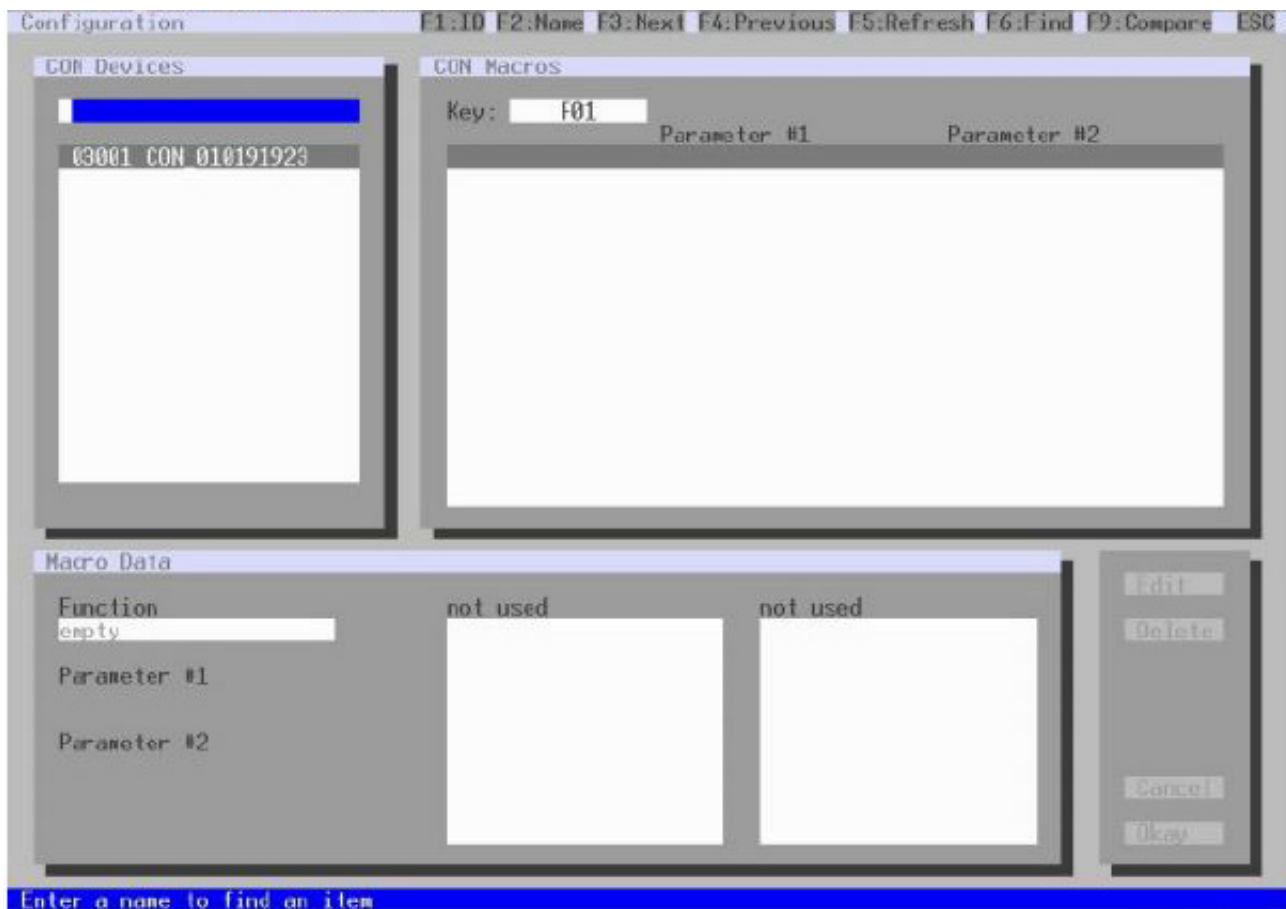 Configuration F1:ID F2:Name F3:Next F4:Previous F5:Refresh F6:Find F9:Compare ESC
CON Devices
03001 CON_010191923
CON Macros
Key: F01
Parameter #1 Parameter #2
Macro Data
Function
empty
Parameter #1
Parameter #2
not used
not used
Edit
Delete
Cancel
Okay
Enter a name to find an item